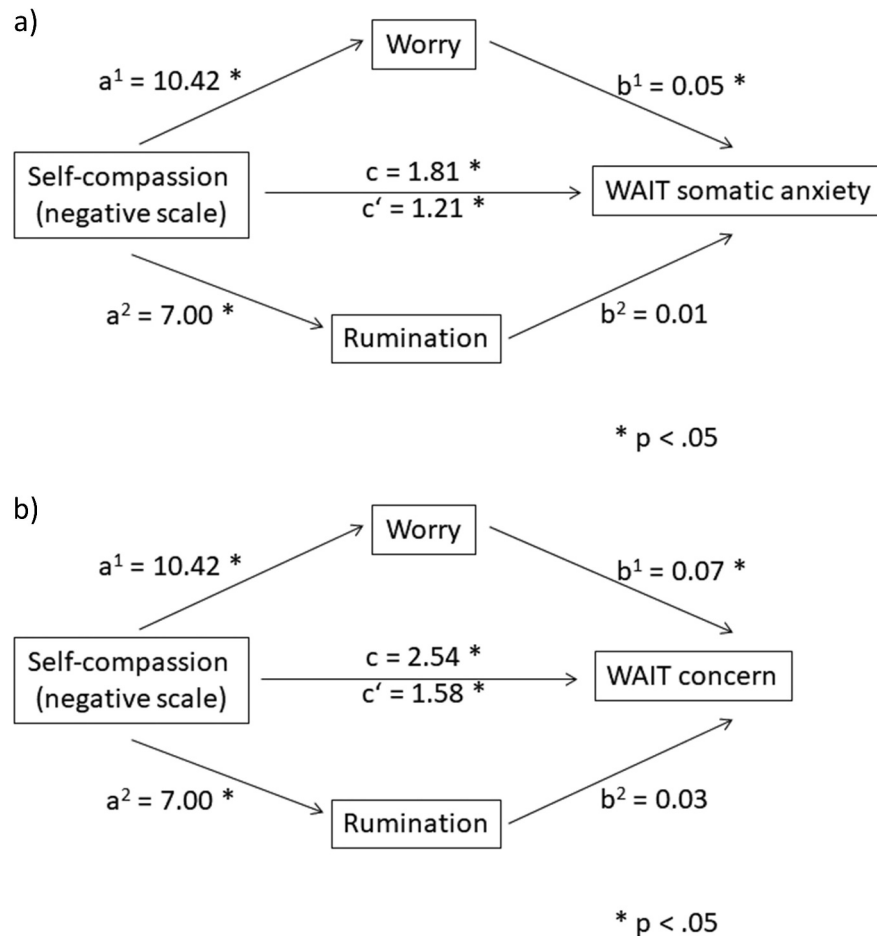 a)
Worry
a¹ = 10.42 *
b¹ = 0.05 *
Self-compassion
(negative scale)
c = 1.81 *
c‘ = 1.21 *
WAIT somatic anxiety
a² = 7.00 *
Rumination
b² = 0.01
* p < .05
b)
Worry
a¹ = 10.42 *
b¹ = 0.07 *
Self-compassion
(negative scale)
c = 2.54 *
c‘ = 1.58 *
WAIT concern
a² = 7.00 *
Rumination
b² = 0.03
* p < .05